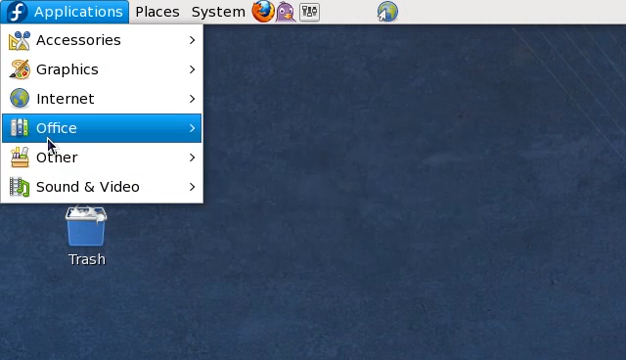 Applications Places System
Accessories
Graphics
Internet
Office
Other
Sound & Video
Trash